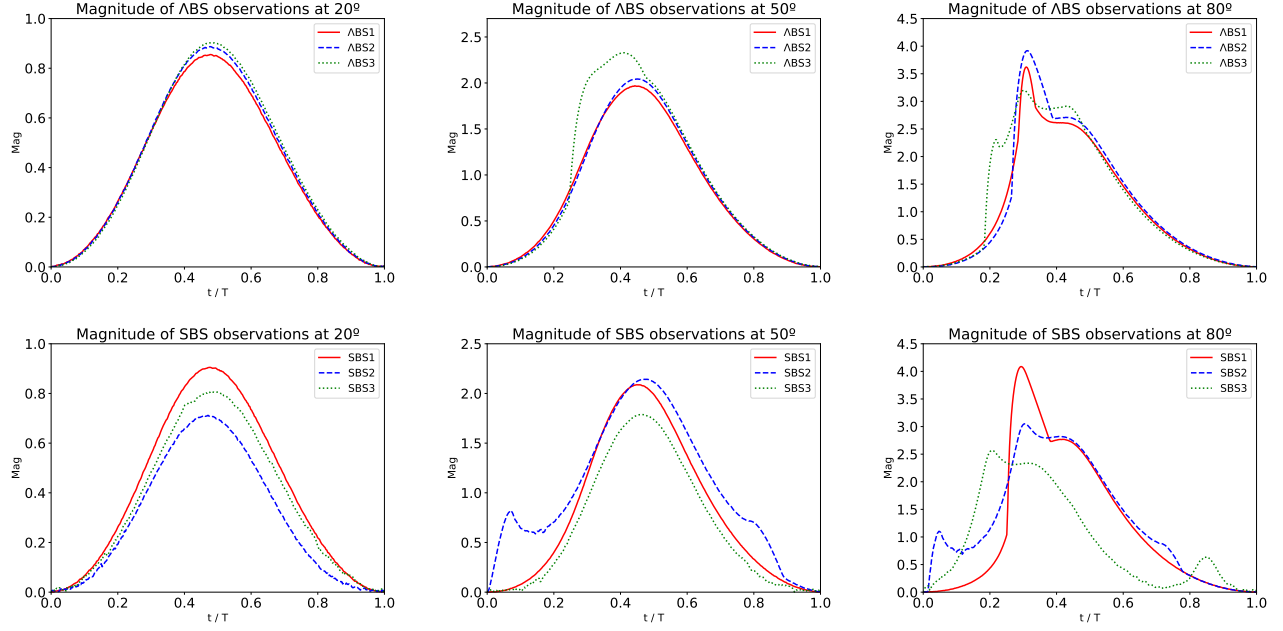 Magnitude of ΛBS observations at 20º
Mag
1.0
0.8
0.6
0.4
0.2
0.0
ΛBS1
ΛBS2
ΛBS3
0.0 0.2 0.4 0.6 0.8 1.0
t / T
Magnitude of ΛBS observations at 50º
Mag
2.5
2.0
1.5
1.0
0.5
0.0
ΛBS1
ΛBS2
ΛBS3
0.0 0.2 0.4 0.6 0.8 1.0
t / T
Magnitude of ΛBS observations at 80º
Mag
4.5
4.0
3.5
3.0
2.5
2.0
1.5
1.0
0.5
0.0
ΛBS1
ΛBS2
ΛBS3
0.0 0.2 0.4 0.6 0.8 1.0
t / T
Magnitude of SBS observations at 20º
Mag
1.0
0.8
0.6
0.4
0.2
0.0
SBS1
SBS2
SBS3
0.0 0.2 0.4 0.6 0.8 1.0
t / T
Magnitude of SBS observations at 50º
Mag
2.5
2.0
1.5
1.0
0.5
0.0
SBS1
SBS2
SBS3
0.0 0.2 0.4 0.6 0.8 1.0
t / T
Magnitude of SBS observations at 80º
Mag
4.5
4.0
3.5
3.0
2.5
2.0
1.5
1.0
0.5
0.0
SBS1
SBS2
SBS3
0.0 0.2 0.4 0.6 0.8 1.0
t / T